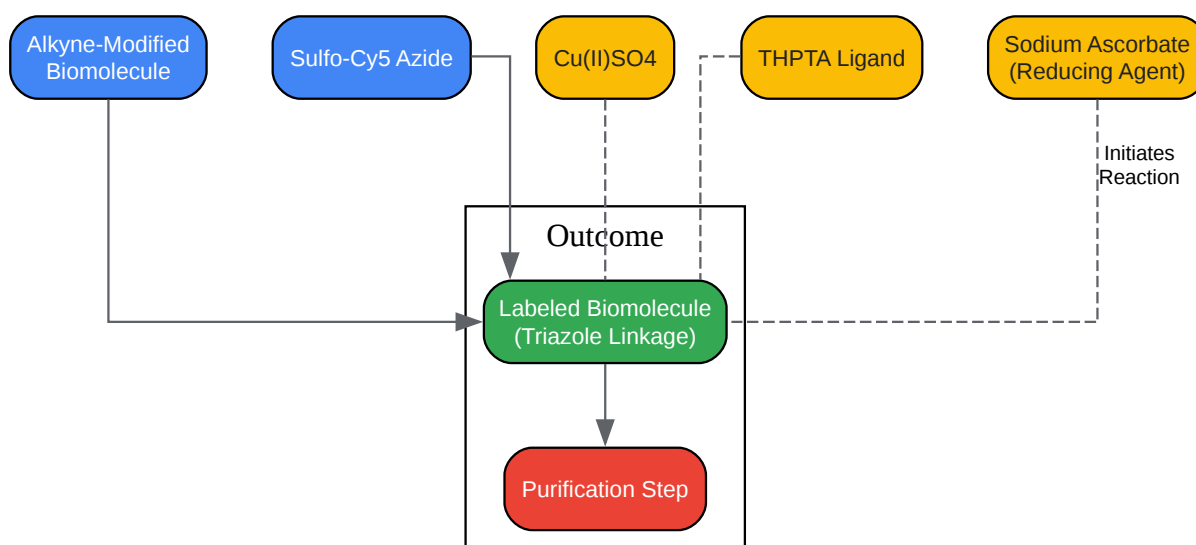 Alkyne-Modified
Biomolecule
Sulfo-Cy5 Azide
Cu(II)SO4
THPTA Ligand
Sodium Ascorbate
(Reducing Agent)
Initiates
Reaction
Outcome
Labeled Biomolecule
(Triazole Linkage)
Purification Step